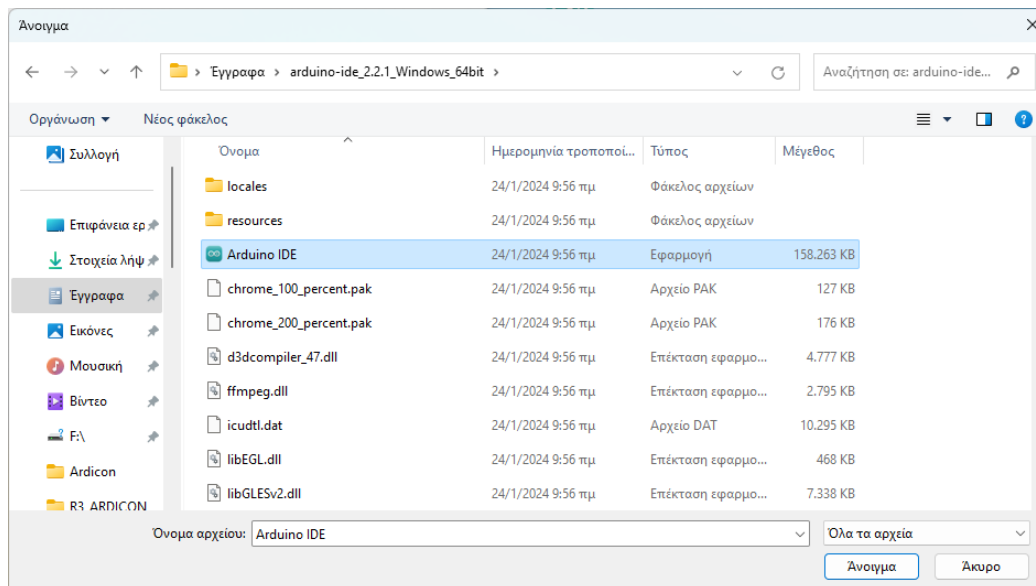 Άνοιγμα
Έγγραφα > arduino-ide_2.2.1_Windows_64bit >
Αναζήτηση σε: arduino-ide...
Οργάνωση Νέος φάκελος
Συλλογή
Επιφάνεια ερ
Στοιχεία λήψ
Έγγραφα
Εικόνες
Μουσική
Βίντεο
F:\
Ardicon
R3_ARDICON
Όνομα Ημερομηνία τροποποί... Τύπος Μέγεθος
locales 24/1/2024 9:56 πμ Φάκελος αρχείων
resources 24/1/2024 9:56 πμ Φάκελος αρχείων
Arduino IDE 24/1/2024 9:56 πμ Εφαρμογή 158.263 KB
chrome_100_percent.pak 24/1/2024 9:56 πμ Αρχείο PAK 127 KB
chrome_200_percent.pak 24/1/2024 9:56 πμ Αρχείο PAK 176 KB
d3dcompiler_47.dll 24/1/2024 9:56 πμ Επέκταση εφαρμο... 4.777 KB
ffmpeg.dll 24/1/2024 9:56 πμ Επέκταση εφαρμο... 2.795 KB
icudtl.dat 24/1/2024 9:56 πμ Αρχείο DAT 10.295 KB
libEGL.dll 24/1/2024 9:56 πμ Επέκταση εφαρμο... 468 KB
libGLESv2.dll 24/1/2024 9:56 πμ Επέκταση εφαρμο... 7.338 KB
Όνομα αρχείου: Arduino IDE Όλα τα αρχεία
Άνοιγμα Άκυρο